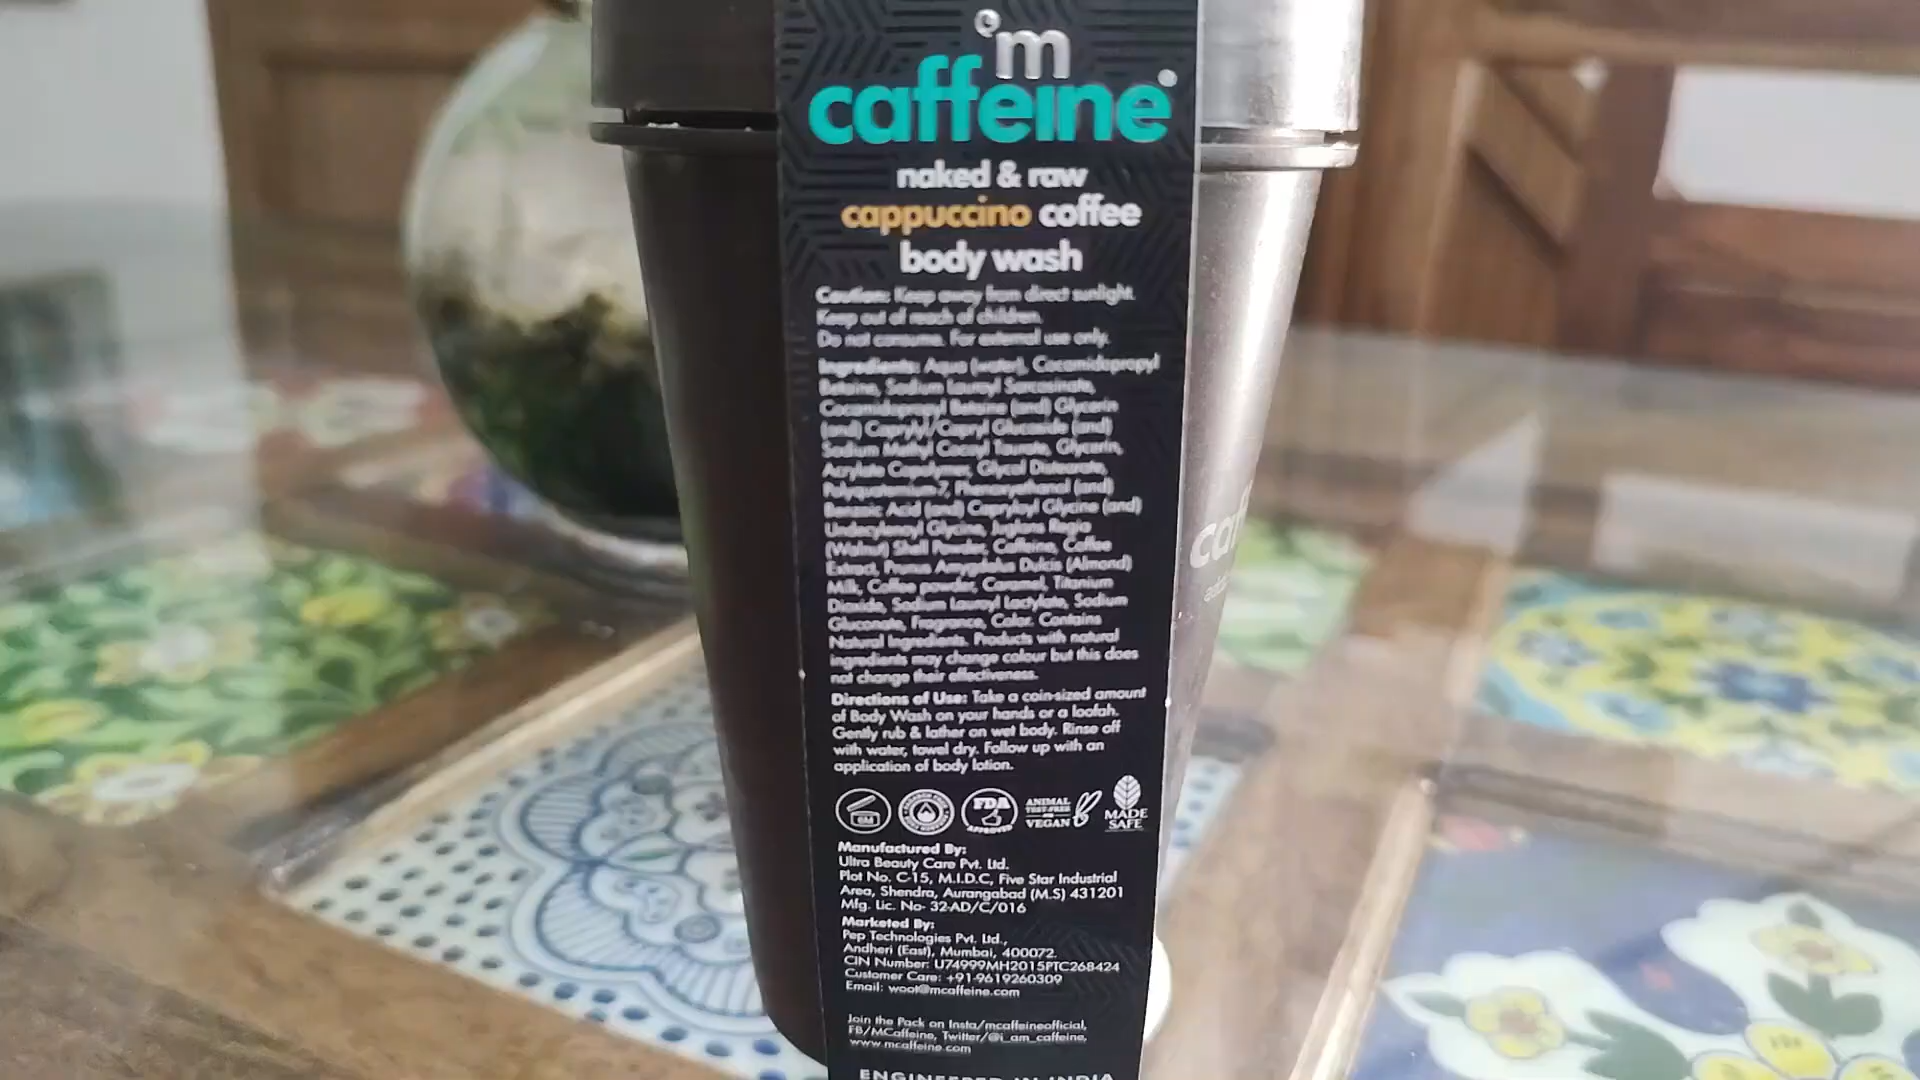 m
caffeine
naked & raw
cappuccino coffee
body wash
Caution: Keep away from direct sunlight.
Keep out of reach of children.
Do not consume. For external use only.
Ingredients: Aqua (water), Cocamidopropyl
Betaine, Sodium Lauroyl Sarcosinate,
Cocamidopropyl Betaine (and) Glycerin
(and) Caprylyl/Capryl Glucoside (and)
Sodium Methyl Cocoyl Taurate, Glycerin,
Acrylate Copolymer, Glycol Distearate,
Polyquaternium-7, Phenoxyethanol (and)
Benzoic Acid (and) Capryloyl Glycine (and)
Undecylenoyl Glycine, Juglans Regia
(Walnut) Shell Powder, Caffeine, Coffee
Extract, Prunus Amygdalus Dulcis (Almond)
Milk, Coffee powder, Caramel, Titanium
Dioxide, Sodium Lauroyl Lactylate, Sodium
Gluconate, Fragrance, Color. Contains
Natural Ingredients. Products with natural
ingredients may change colour but this does
not change their effectiveness.
Directions of Use: Take a coin-sized amount
of Body Wash on your hands or a loofah.
Gently rub & lather on wet body. Rinse off
with water, towel dry. Follow up with an
application of body lotion.
FDA
APPROVED
ANIMAL
TEST-FREE
VEGAN
MADE
SAFE
Manufactured By:
Ultra Beauty Care Pvt. Ltd.
Plot No. C-15, M.I.D.C, Five Star Industrial
Area, Shendra, Aurangabad (M.S) 431201
Mfg. Lic. No- 32-AD/C/016
Marketed By:
Pep Technologies Pvt. Ltd.,
Andheri (East), Mumbai, 400072.
CIN Number: U74999MH2015PTC268424
Customer Care: +91-9619260309
Email: woot@mcaffeine.com
Join the Pack on Insta/mcaffeineofficial,
FB/MCaffeine, Twitter/@i_am_caffeine,
www.mcaffeine.com
ENGINEERED IN INDIA
caf